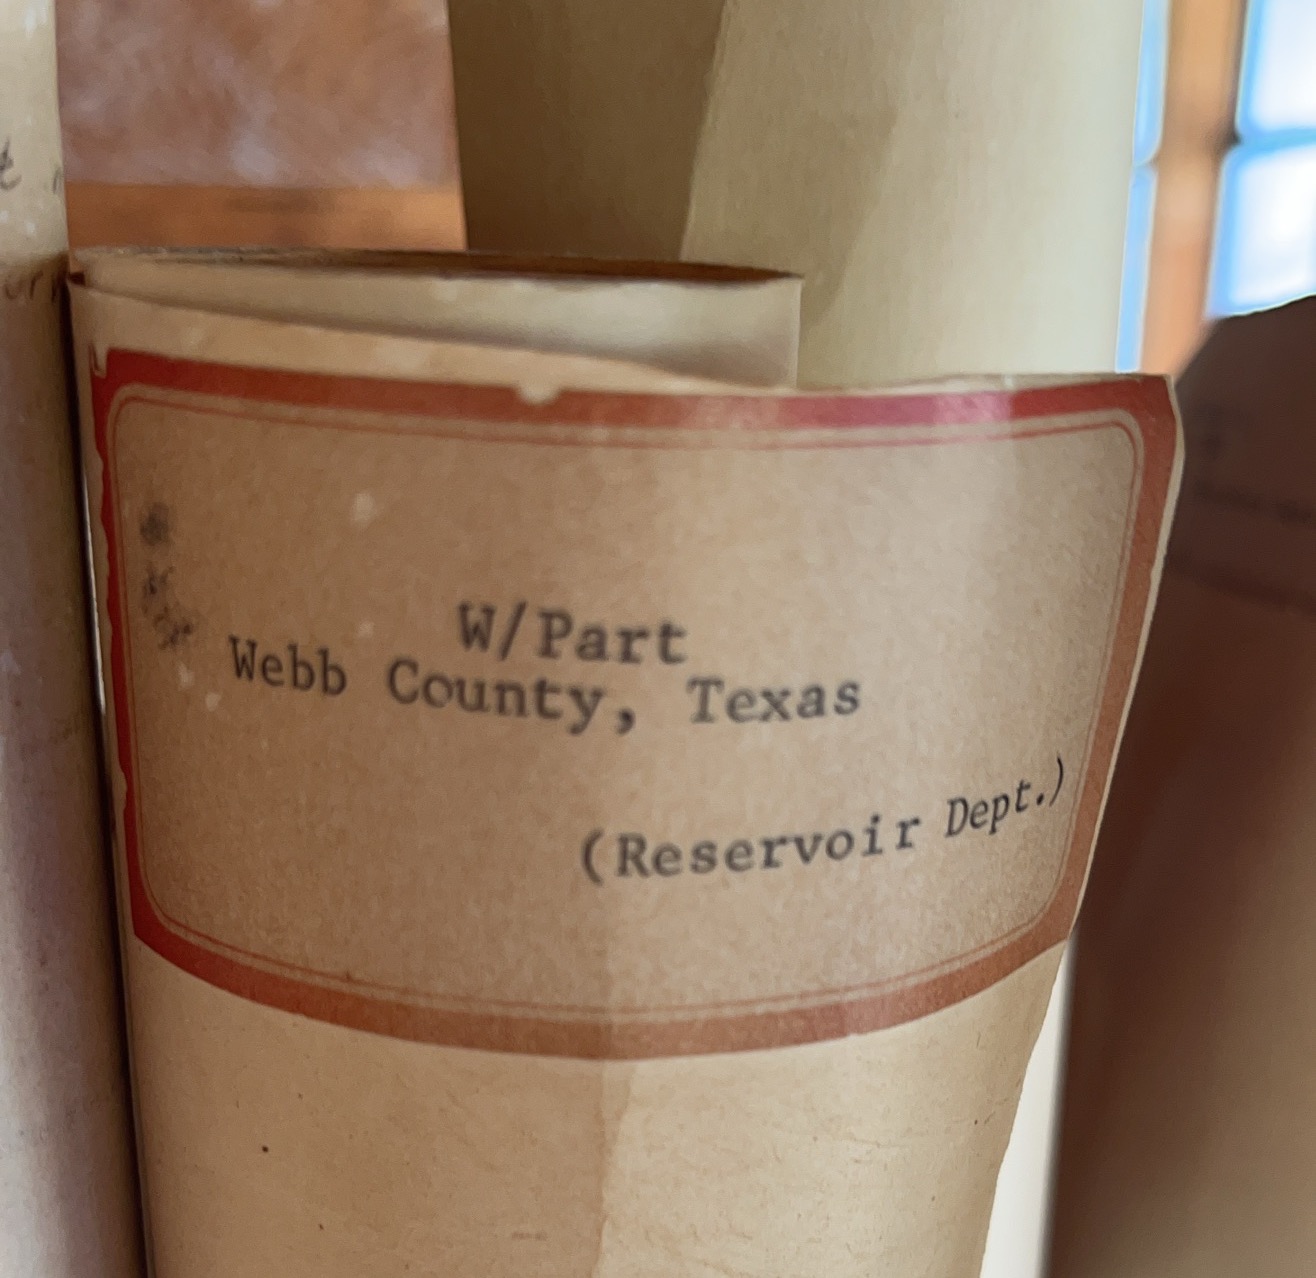 W/Part
Webb County, Texas
(Reservoir Dept.)